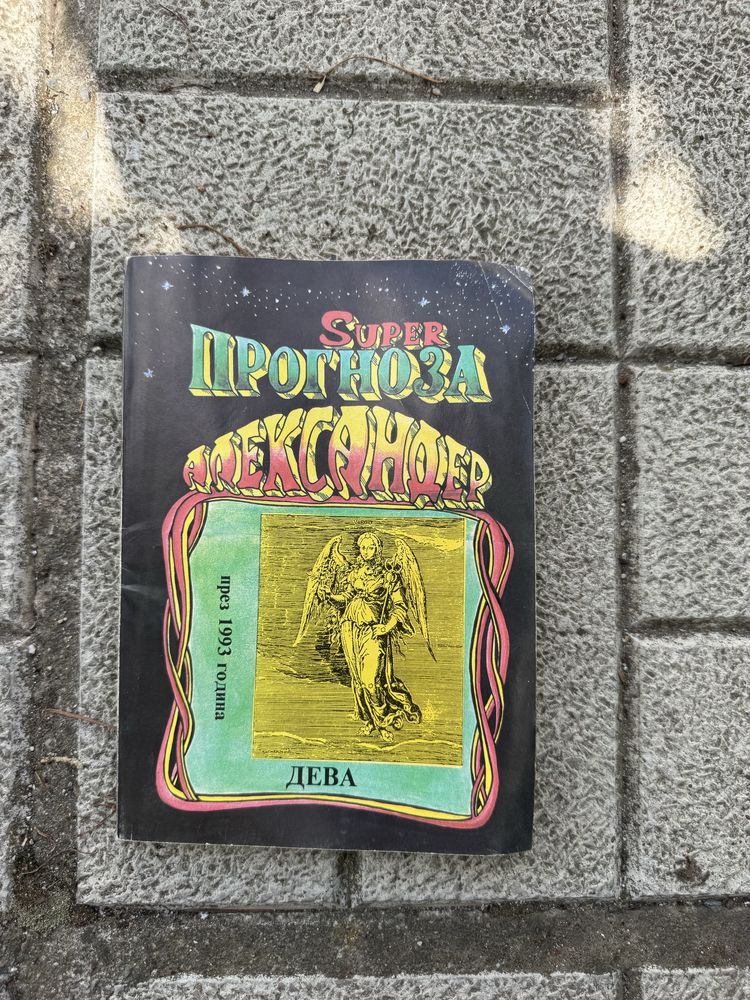 SUPER
ПРОГНОЗА
АЛЕКСАНДЕР
през 1993 година
ДЕВА